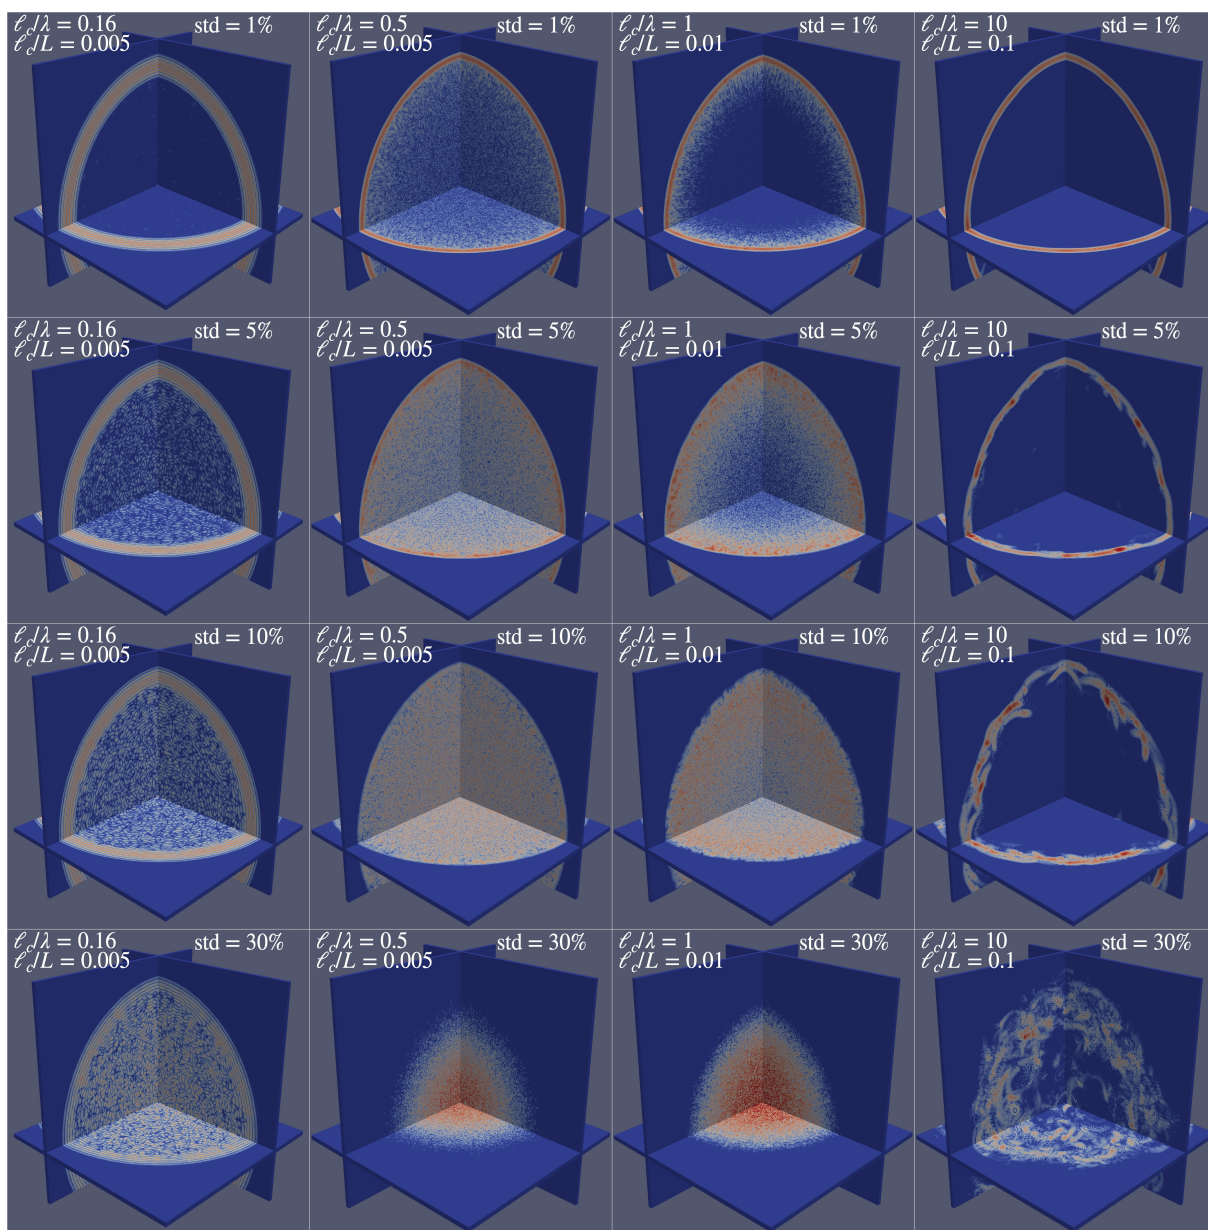 ℓc/λ = 0.16 std = 1%
ℓc/L = 0.005
ℓc/λ = 0.5 std = 1%
ℓc/L = 0.005
ℓc/λ = 1 std = 1%
ℓc/L = 0.01
ℓc/λ = 10 std = 1%
ℓc/L = 0.1
ℓc/λ = 0.16 std = 5%
ℓc/L = 0.005
ℓc/λ = 0.5 std = 5%
ℓc/L = 0.005
ℓc/λ = 1 std = 5%
ℓc/L = 0.01
ℓc/λ = 10 std = 5%
ℓc/L = 0.1
ℓc/λ = 0.16 std = 10%
ℓc/L = 0.005
ℓc/λ = 0.5 std = 10%
ℓc/L = 0.005
ℓc/λ = 1 std = 10%
ℓc/L = 0.01
ℓc/λ = 10 std = 10%
ℓc/L = 0.1
ℓc/λ = 0.16 std = 30%
ℓc/L = 0.005
ℓc/λ = 0.5 std = 30%
ℓc/L = 0.005
ℓc/λ = 1 std = 30%
ℓc/L = 0.01
ℓc/λ = 10 std = 30%
ℓc/L = 0.1